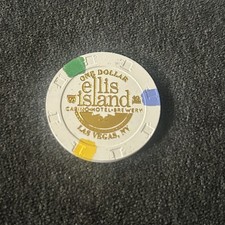 ONE DOLLAR
ellis
island
CASINO·HOTEL·BREWERY
LAS VEGAS, NV